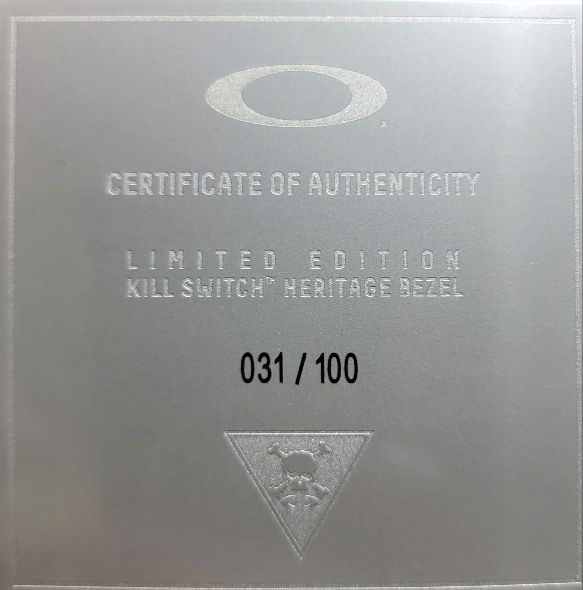 CERTIFICATE OF AUTHENTICITY
LIMITED EDITION
KILL SWITCH™ HERITAGE BEZEL
031 / 100